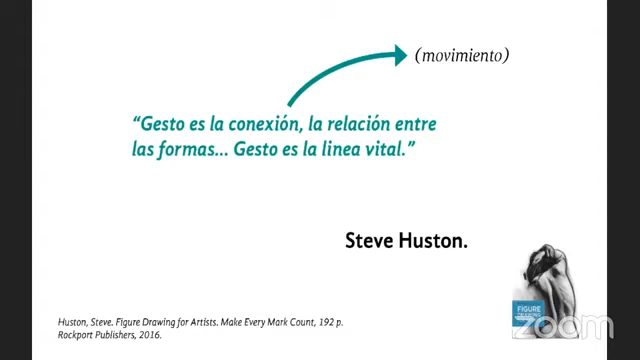 (movimiento)
“Gesto es la conexión, la relación entre
las formas... Gesto es la linea vital.”
Steve Huston.
FIGURE
DRAWING
zoom
Huston, Steve. Figure Drawing for Artists. Make Every Mark Count, 192 p.
Rockport Publishers, 2016.